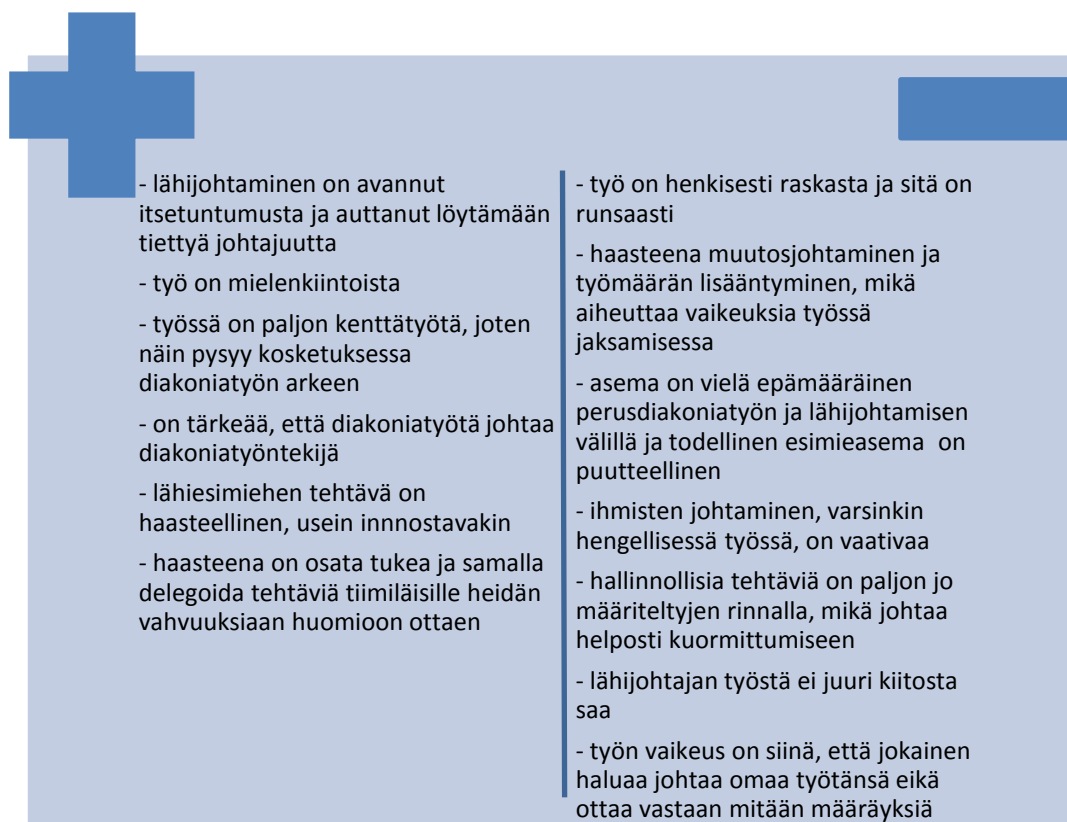 - lähijohtaminen on avannut
itsetuntumusta ja auttanut löytämään
tiettyä johtajuutta
- työ on mielenkiintoista
- työssä on paljon kenttätyötä, joten
näin pysyy kosketuksessa
diakoniatyön arkeen
- on tärkeää, että diakoniatyötä johtaa
diakoniatyöntekijä
- lähiesimiehen tehtävä on
haasteellinen, usein innnostavakin
- haasteena on osata tukea ja samalla
delegoida tehtäviä tiimiläisille heidän
vahvuuksiaan huomioon ottaen
- työ on henkisesti raskasta ja sitä on
runsaasti
- haasteena muutosjohtaminen ja
työmäärän lisääntyminen, mikä
aiheuttaa vaikeuksia työssä
jaksamisessa
- asema on vielä epämääräinen
perusdiakoniatyön ja lähijohtamisen
välillä ja todellinen esimieasema on
puutteellinen
- ihmisten johtaminen, varsinkin
hengellisessä työssä, on vaativaa
- hallinnollisia tehtäviä on paljon jo
määriteltyjen rinnalla, mikä johtaa
helposti kuormittumiseen
- lähijohtajan työstä ei juuri kiitosta
saa
- työn vaikeus on siinä, että jokainen
haluaa johtaa omaa työtänsä eikä
ottaa vastaan mitään määräyksiä